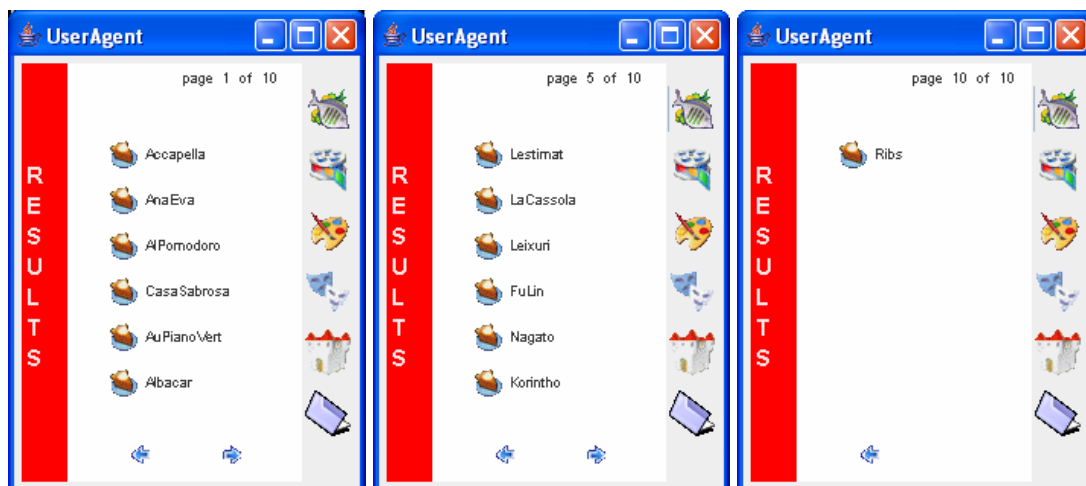 UserAgent
page 1 of 10
RESULTS
Accapella
AnaEva
AlPomodoro
CasaSabrosa
AuPianoVert
Albacar
UserAgent
page 5 of 10
RESULTS
Lestimat
LaCassola
Leixuri
FuLin
Nagato
Korintho
UserAgent
page 10 of 10
RESULTS
Ribs